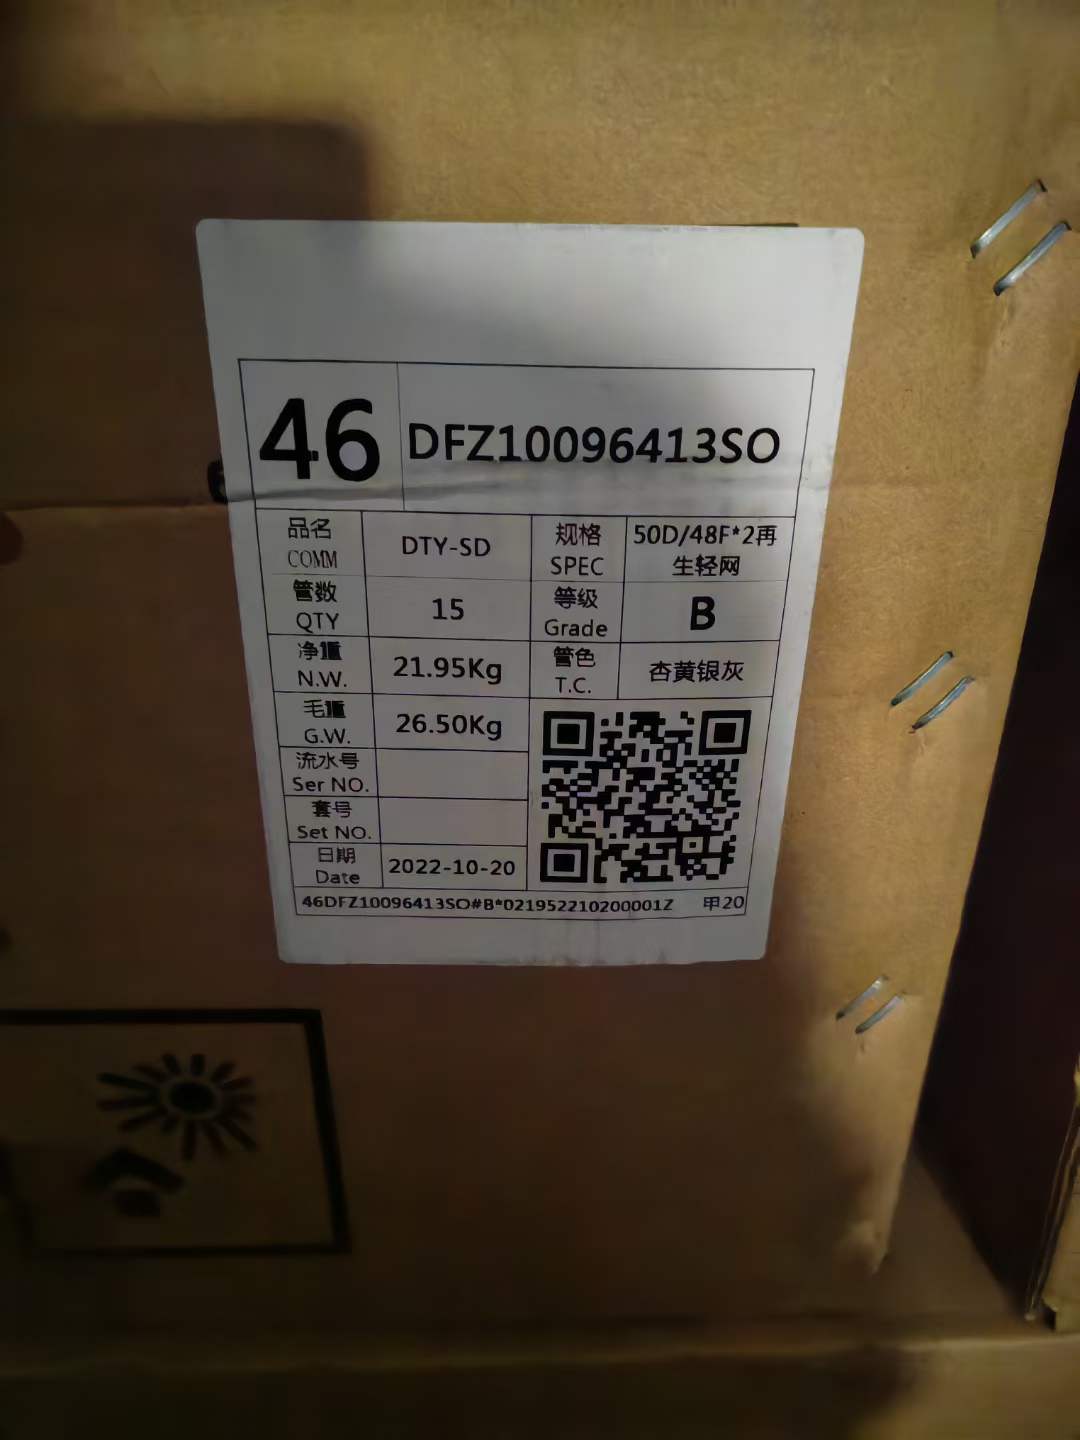 46 DFZ10096413SO
品名 COMM DTY-SD 规格 SPEC 50D/48F*2再生轻网
管数 QTY 15 等级 Grade B
净重 N.W. 21.95Kg 管色 T.C. 杏黄银灰
毛重 G.W. 26.50Kg
流水号 Ser NO.
套号 Set NO.
日期 Date 2022-10-20
46DFZ10096413SO#B*021952210200001Z 甲20